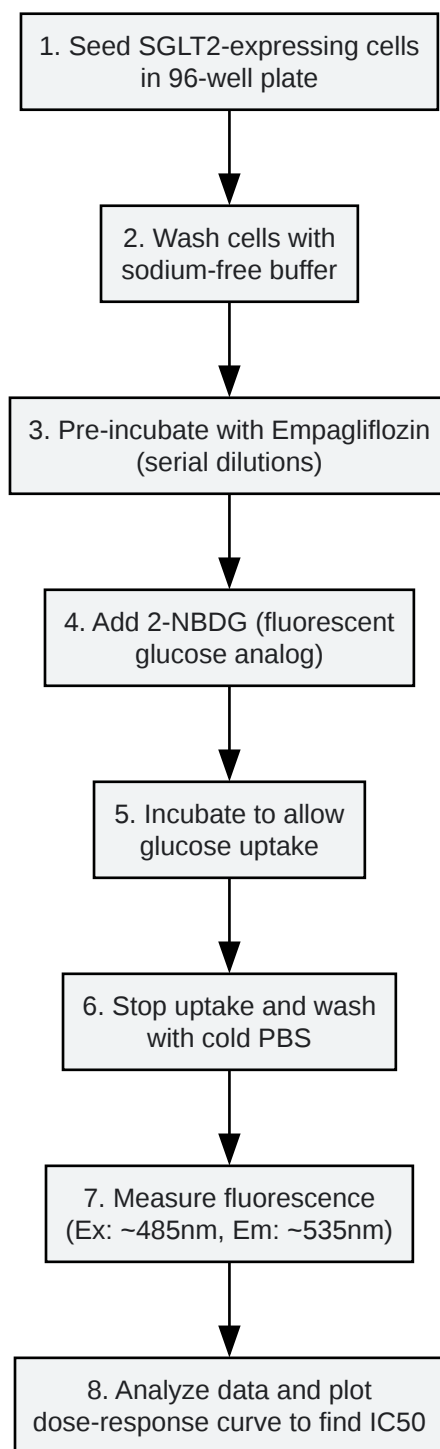 1. Seed SGLT2-expressing cells
in 96-well plate
2. Wash cells with
sodium-free buffer
3. Pre-incubate with Empagliflozin
(serial dilutions)
4. Add 2-NBDG (fluorescent
glucose analog)
5. Incubate to allow
glucose uptake
6. Stop uptake and wash
with cold PBS
7. Measure fluorescence
(Ex: ~485nm, Em: ~535nm)
8. Analyze data and plot
dose-response curve to find IC50